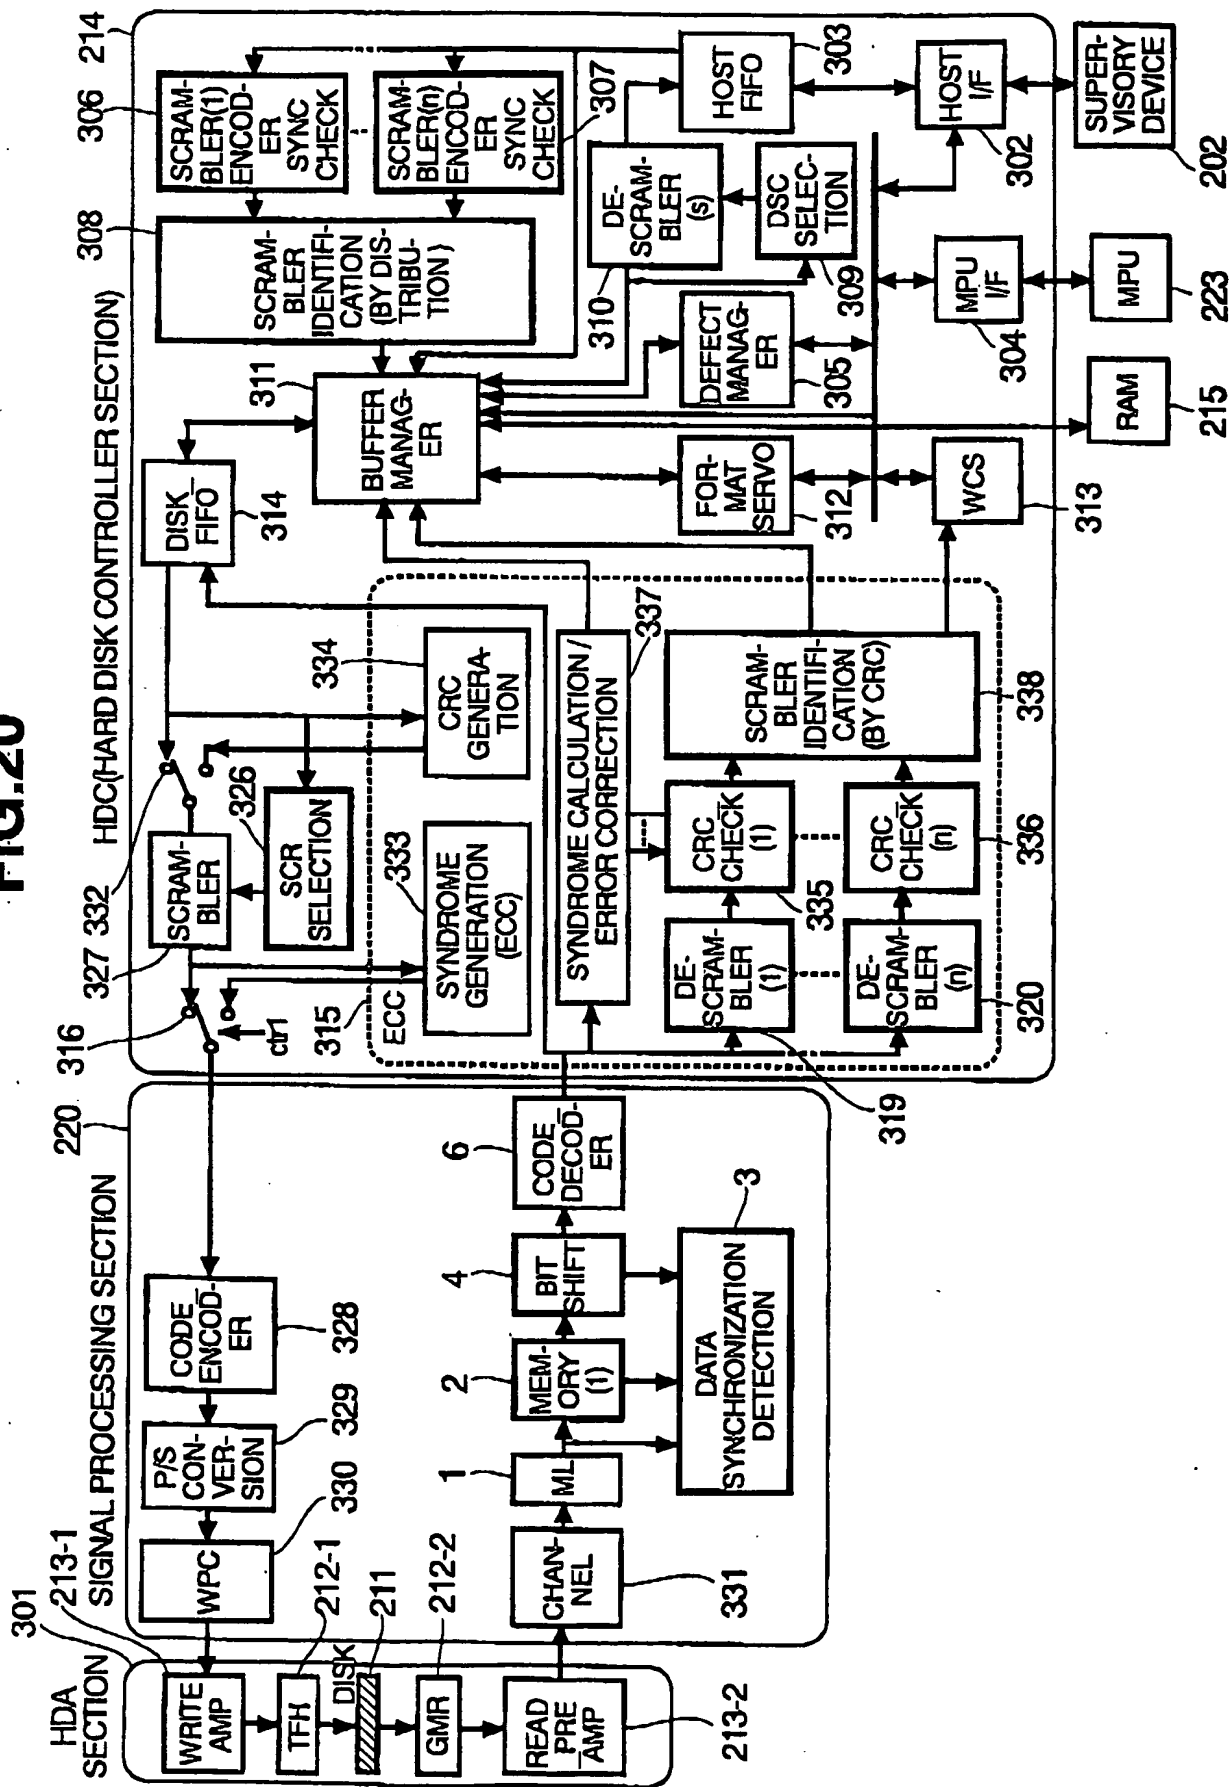 FIG.20
HDA
SECTION
301
213-1
WRITE
AMP
TFH
212-1
DISK
211
GMR
212-2
READ
PRE
AMP
213-2
SIGNAL PROCESSING SECTION
220
WPC
330
P/S
CON-
VER-
SION
329
CODE
ENCOD-
ER
328
CHAN-
NEL
331
ML
1
MEM-
ORY
(1)
2
BIT
SHIFT
4
CODE
DECOD-
ER
6
DATA
SYNCHRONIZATION
DETECTION
3
HDC(HARD DISK CONTROLLER SECTION)
214
316
ctr1
327
SCRAM-
BLER
332
326
SCR
SELECTION
315
ECC
333
SYNDROME
GENERATION
(ECC)
334
CRC
GENERA-
TION
SYNDROME CALCULATION /
ERROR CORRECTION
337
DE-
SCRAM-
BLER
(1)
319
DE-
SCRAM-
BLER
(n)
320
CRC
CHECK
(1)
335
CRC
CHECK
(n)
336
SCRAM-
BLER
IDENTIFI-
CATION
(BY CRC)
338
DISK
FIFO
314
BUFFER
MANAG-
ER
311
FOR-
MAT
SERVO
312
WCS
313
DEFECT
MANAG-
ER
305
SCRAM-
BLER
IDENTIFI-
CATION
(BY DIS-
TRIBU-
TION )
308
SCRAM-
BLER(1)
ENCOD-
ER
SYNC
CHECK
306
SCRAM-
BLER(n)
ENCOD-
ER
SYNC
CHECK
307
DE-
SCRAM-
BLER
(s)
310
DSC
SELEC-
TION
309
HOST
FIFO
303
HOST
I/F
302
MPU
I/F
304
RAM
215
MPU
223
SUPER-
VISORY
DEVICE
202